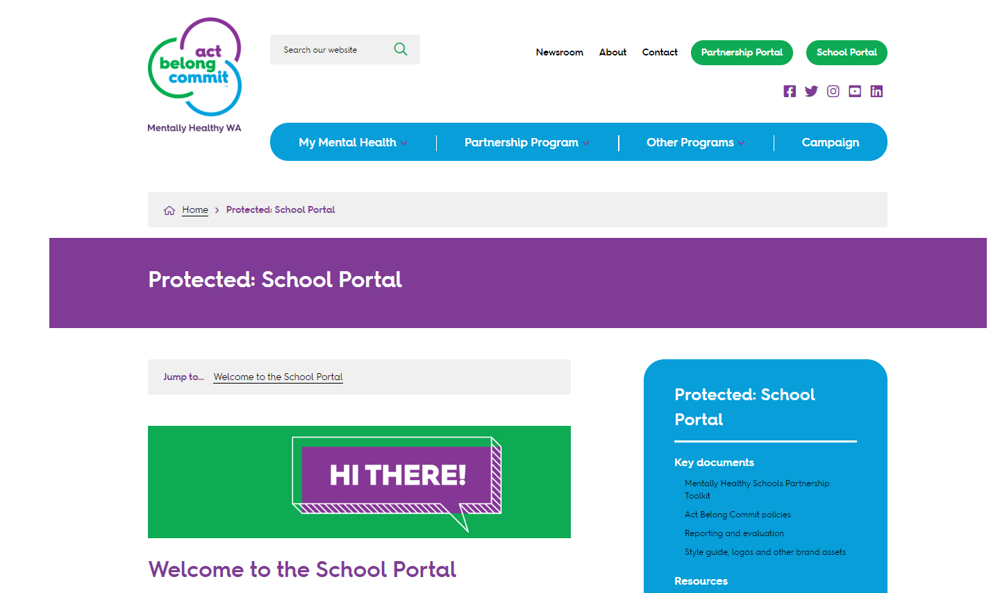 act
belong
commit
Mentally Healthy WA
Search our website
Newsroom About Contact Partnership Portal School Portal
My Mental Health Partnership Program Other Programs Campaign
Home Protected: School Portal
Protected: School Portal
Jump to... Welcome to the School Portal
HI THERE!
Welcome to the School Portal
Protected: School
Portal
Key documents
Mentally Healthy Schools Partnership
Toolkit
Act Belong Commit policies
Reporting and evaluation
Style guide, logos and other brand assets
Resources